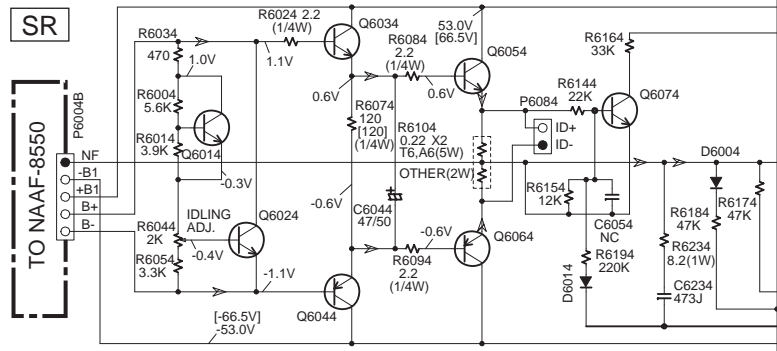 SR
R6034
470
1.0V
R6024 2.2
(1/4W)
1.1V
Q6034
R6084
2.2
(1/4W)
53.0V
[66.5V]
Q6054
R6164
33K
P6004B
R6004
5.6K
0.6V
0.6V
R6144
22K
P6084
Q6074
R6014
3.9K
Q6014
R6074
120
[120]
(1/4W)
R6104
0.22 X2
T6,A6(5W)
OTHER(2W)
ID+
ID-
TO NAAF-8550
NF
-B1
+B1
B+
B-
-0.3V
D6004
R6154
12K
C6054
NC
R6184
47K
R6174
47K
R6044
2K
IDLING
ADJ.
-0.4V
Q6024
-0.6V
C6044
47/50
-0.6V
Q6064
R6234
8.2(1W)
R6054
3.3K
-1.1V
R6094
2.2
(1/4W)
D6014
R6194
220K
C6234
473J
Q6044
[-66.5V]
-53.0V